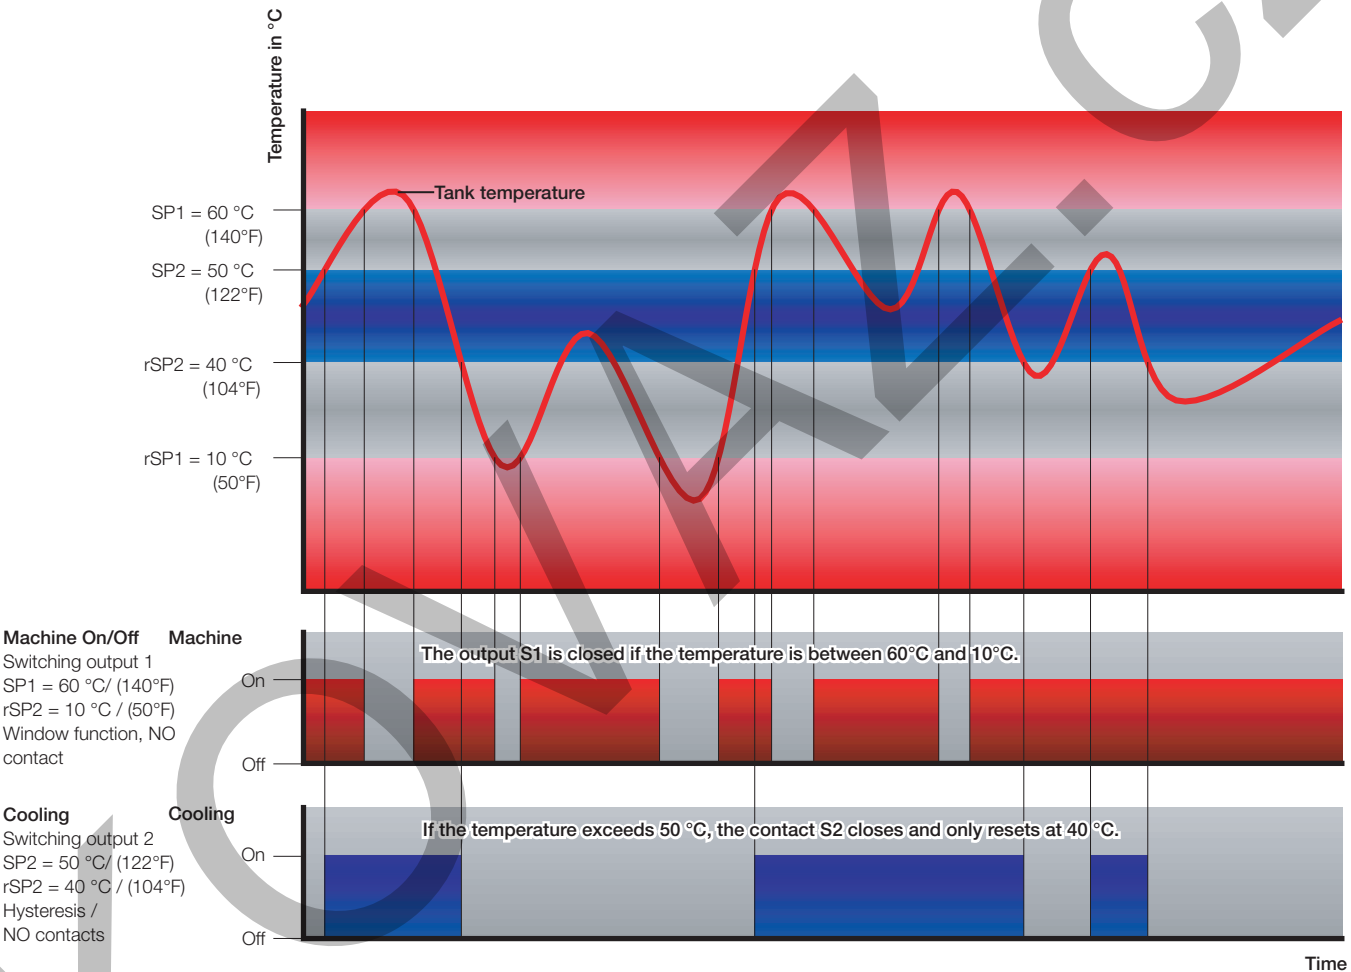 Temperature in °C
Tank temperature
SP1 = 60 °C
(140°F)
SP2 = 50 °C
(122°F)
rSP2 = 40 °C
(104°F)
rSP1 = 10 °C
(50°F)
Machine On/Off Machine
Switching output 1
SP1 = 60 °C/ (140°F)
rSP2 = 10 °C / (50°F)
Window function, NO
contact
The output S1 is closed if the temperature is between 60°C and 10°C.
On
Off
Cooling Cooling
Switching output 2
SP2 = 50 °C/ (122°F)
rSP2 = 40 °C / (104°F)
Hysteresis /
NO contacts
If the temperature exceeds 50 °C, the contact S2 closes and only resets at 40 °C.
On
Off
Time